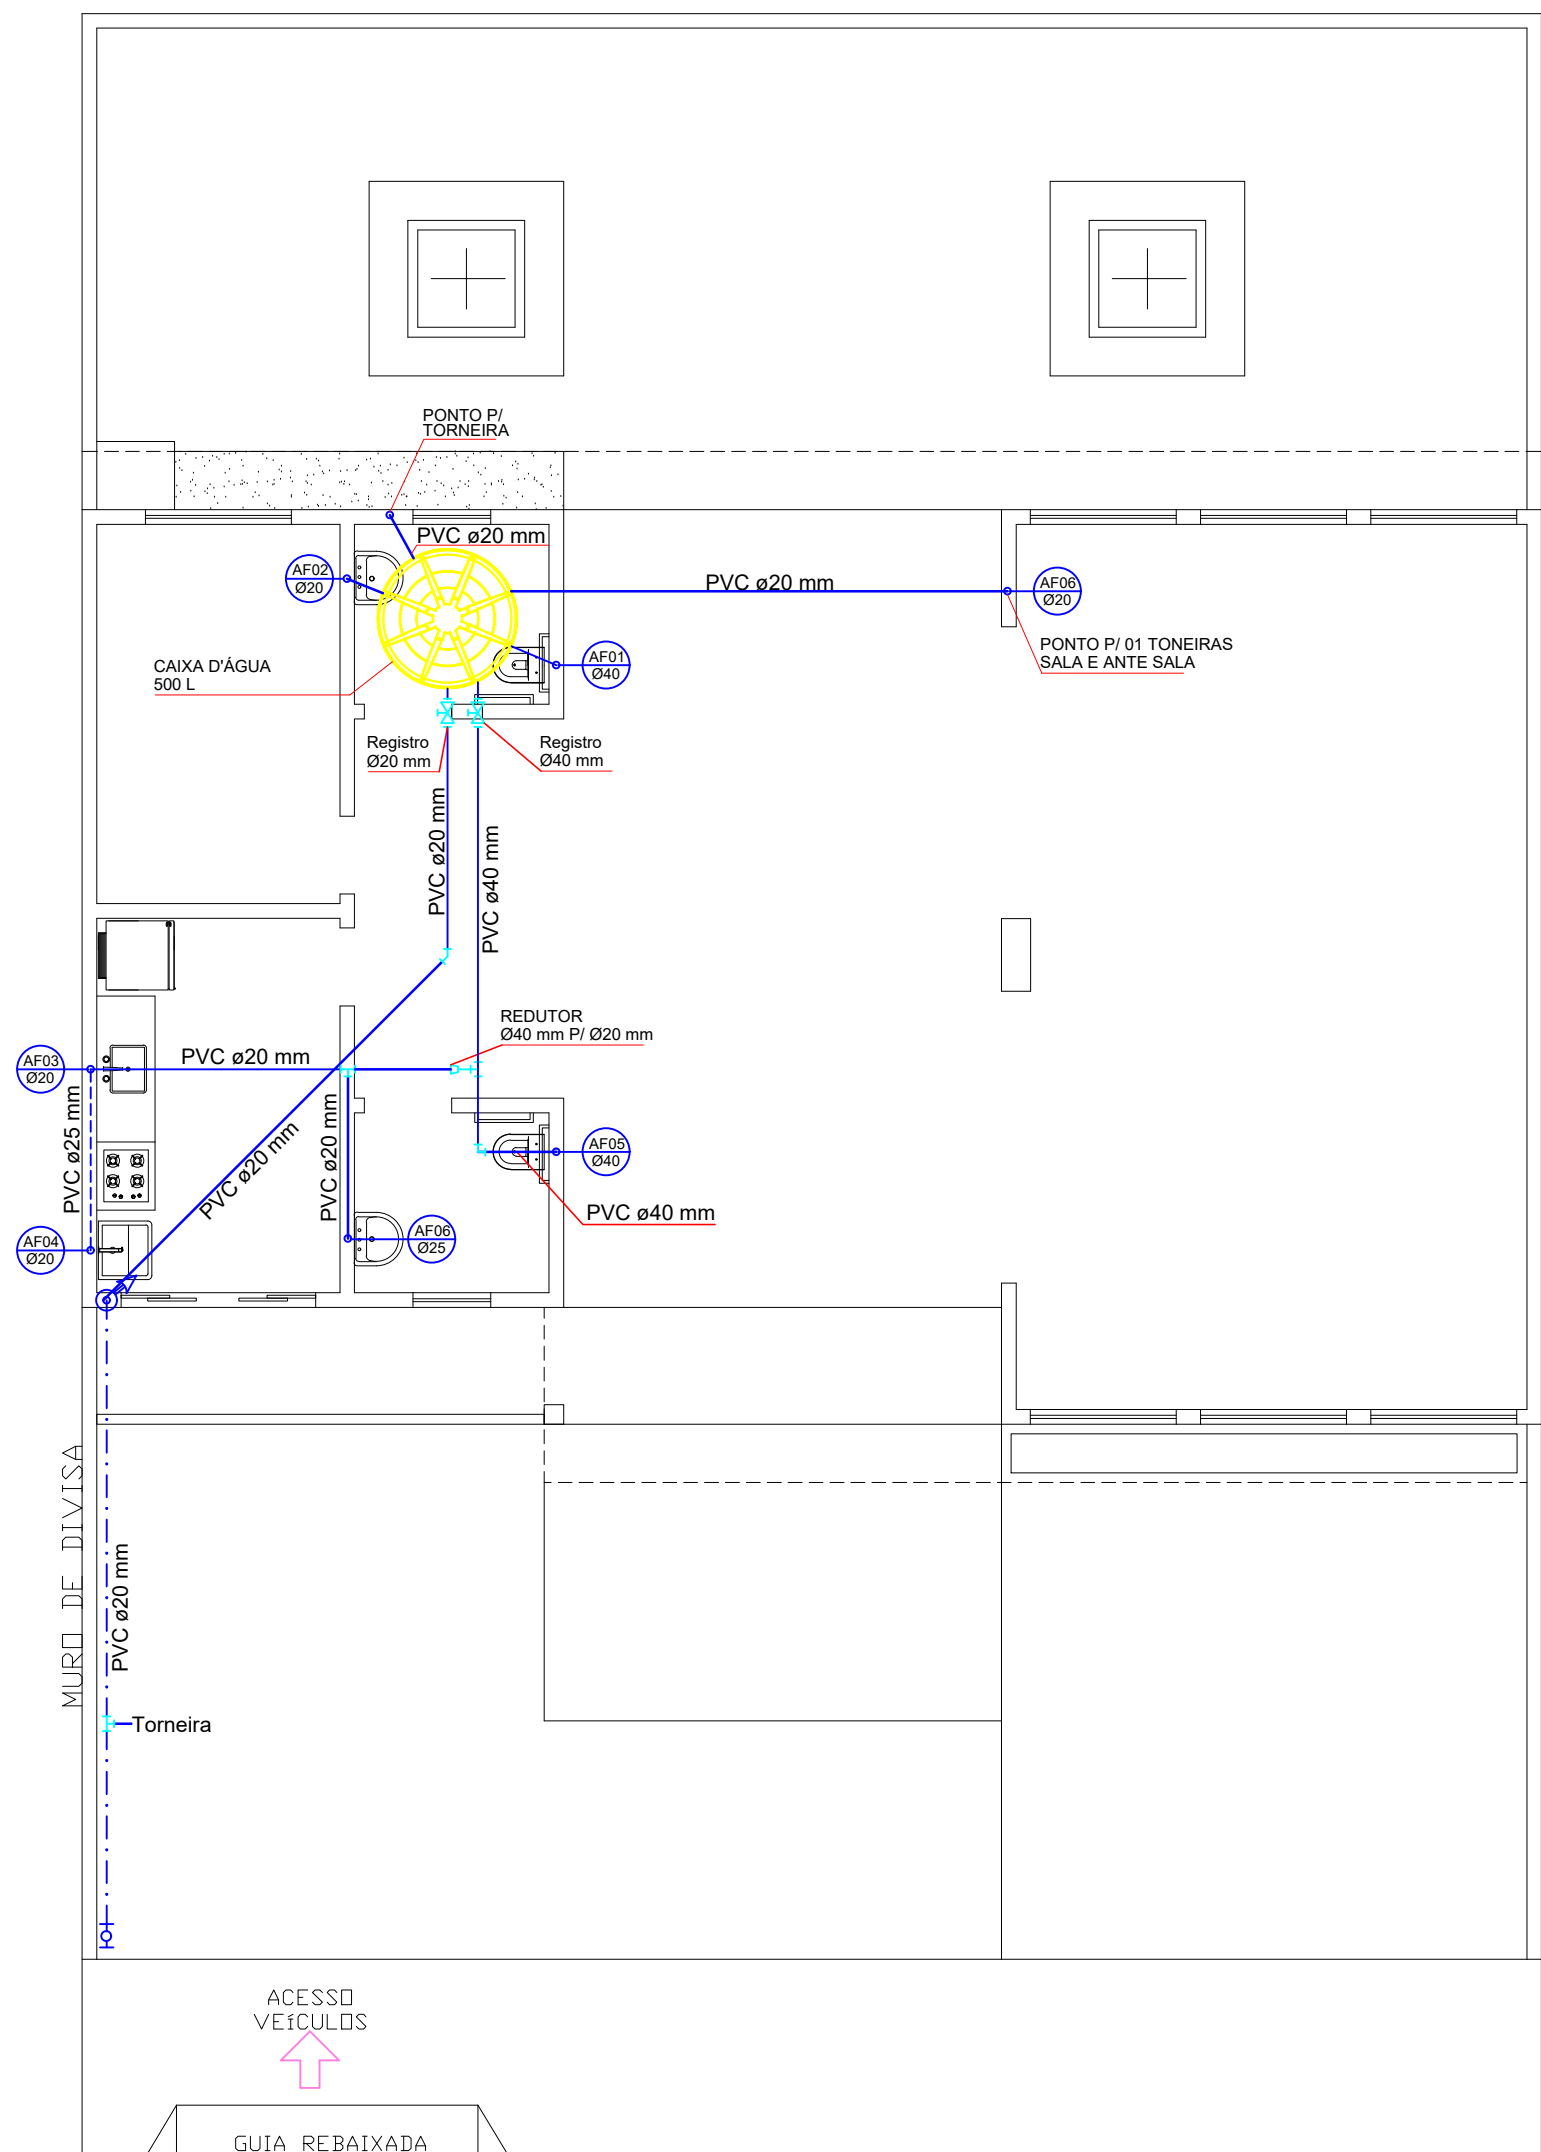 PONTO P/
TORNEIRA
PVC ø20 mm
AF02
Ø20
PVC ø20 mm
AF06
Ø20
PONTO P/ 01 TONEIRAS
SALA E ANTE SALA
CAIXA D'ÁGUA
500 L
AF01
Ø40
Registro
Ø20 mm
Registro
Ø40 mm
PVC ø20 mm
PVC ø40 mm
REDUTOR
Ø40 mm P/ Ø20 mm
AF03
Ø20
PVC ø20 mm
PVC ø25 mm
PVC ø20 mm
PVC ø20 mm
AF05
Ø40
PVC ø40 mm
AF04
Ø20
AF06
Ø25
MURO DE DIVISA
PVC ø20 mm
Torneira
ACESSO
VEíCULOS
GUIA REBAIXADA